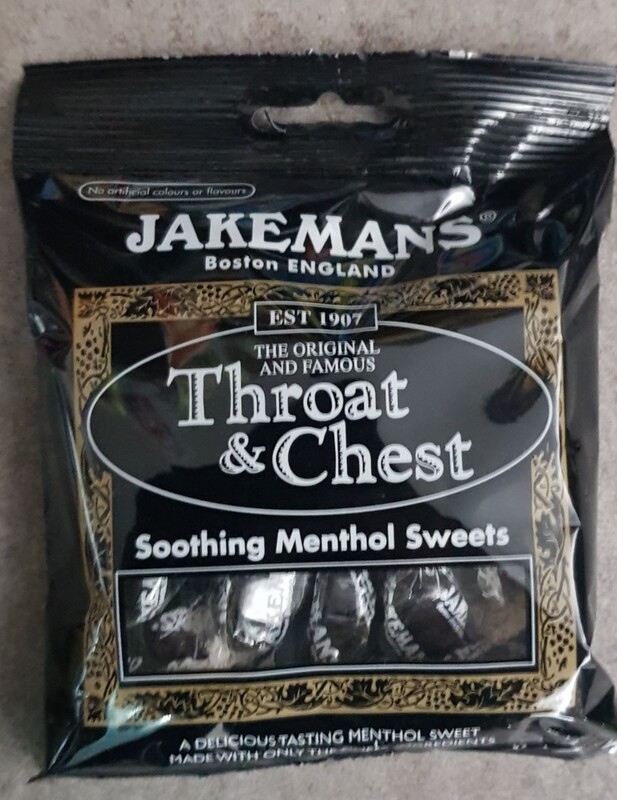 No artificial colours or flavours
JAKEMANS®
Boston ENGLAND
EST 1907
THE ORIGINAL
AND FAMOUS
Throat
& Chest
Soothing Menthol Sweets
A DELICIOUS TASTING MENTHOL SWEET
MADE WITH ONLY THE INGREDIENTS